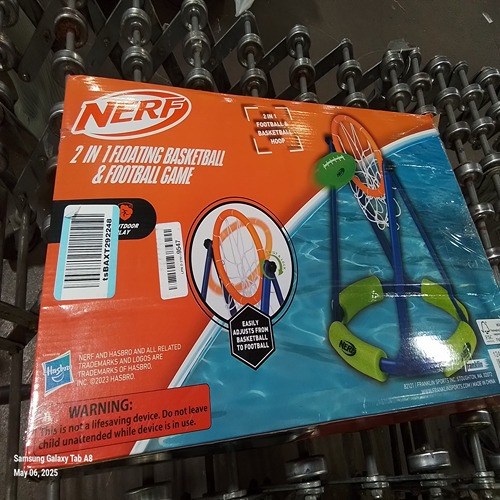 NERF
2 IN 1
FOOTBALL &
BASKETBALL
HOOP
2 IN 1 FLOATING BASKETBALL
& FOOTBALL GAME
tsBAXT292248
EASILY
ADJUSTS FROM
BASKETBALL
TO FOOTBALL
NERF
Hasbro
NERF AND HASBRO AND ALL RELATED
TRADEMARKS AND LOGOS ARE
TRADEMARKS OF HASBRO,
INC. ©2023 HASBRO.
WARNING:
This is not a lifesaving device. Do not leave
child unattended while device is in use.
Samsung Galaxy Tab A8
May 06, 2025